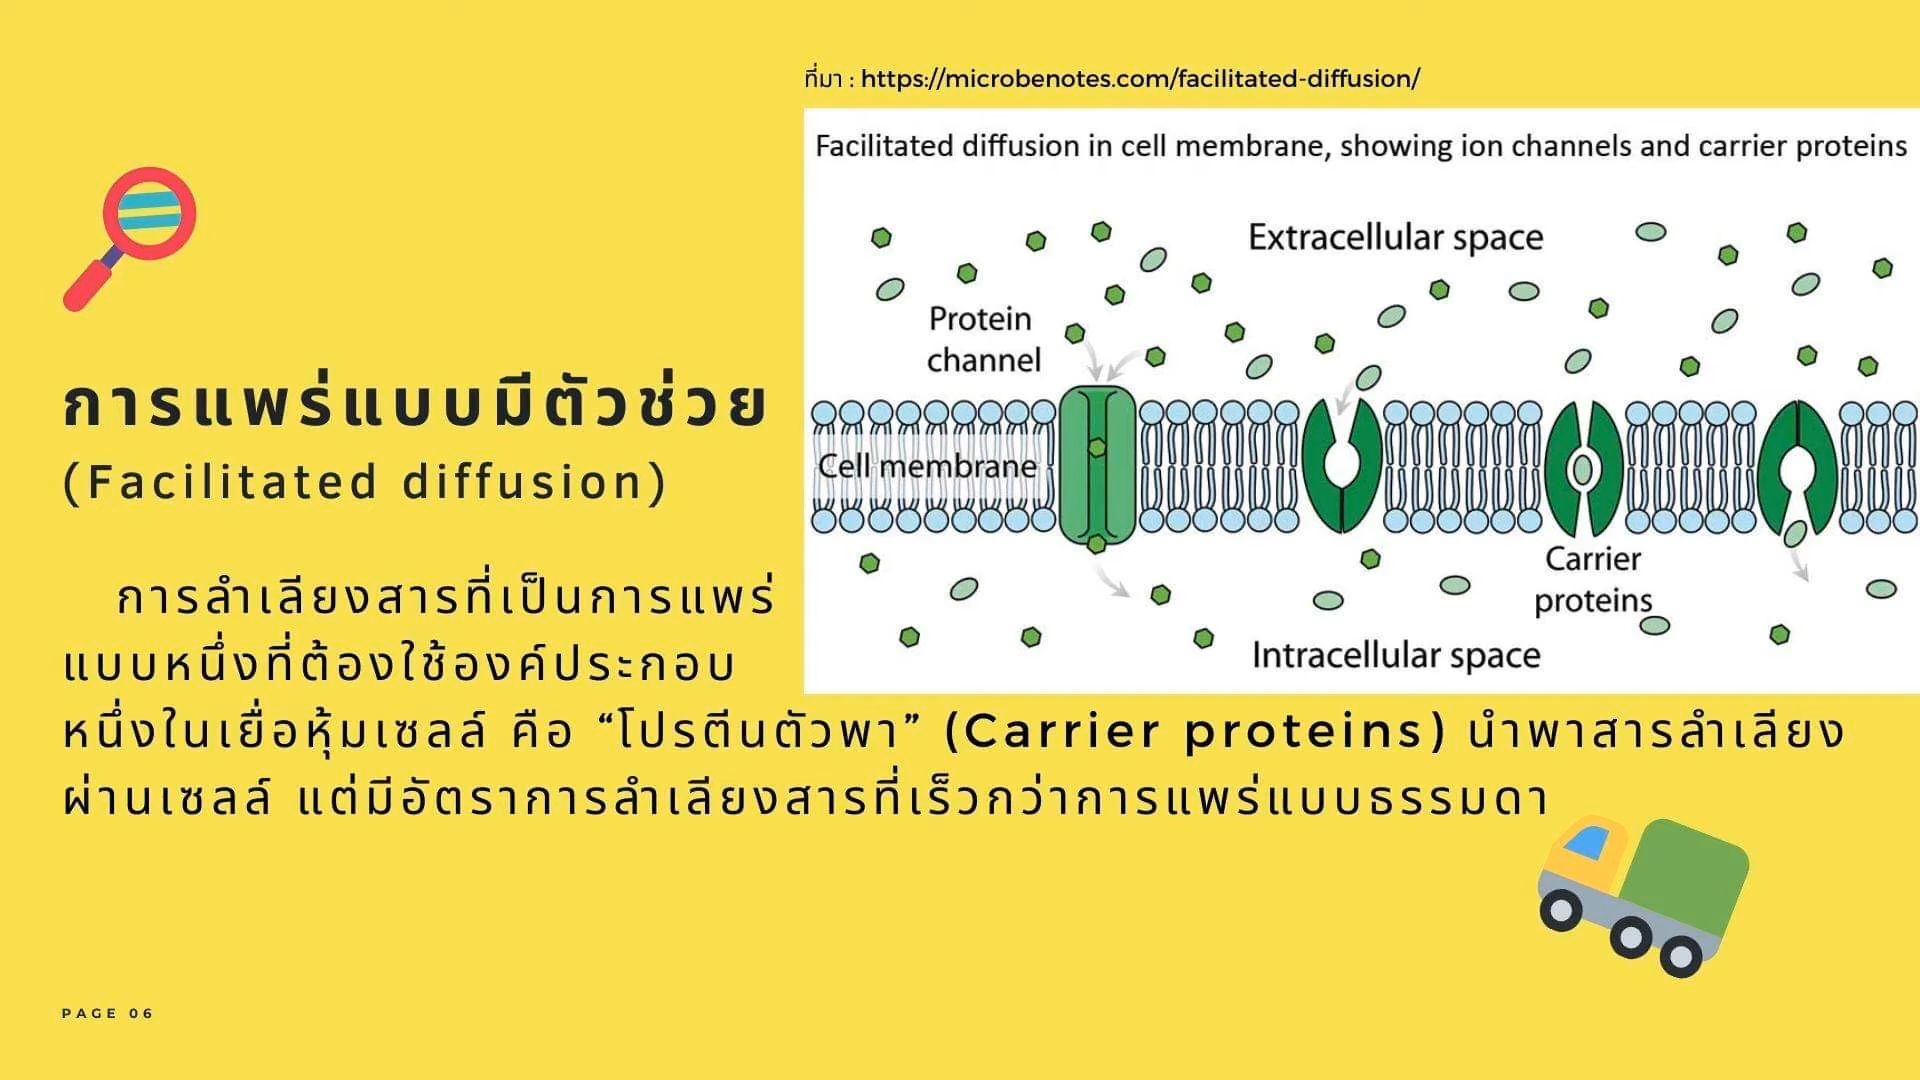 ที่มา : https://microbenotes.com/facilitated-diffusion/
Facilitated diffusion in cell membrane, showing ion channels and carrier proteins
Extracellular space
Protein
channel
Cell membrane
Carrier
proteins
Intracellular space
การแพร่แบบมีตัวช่วย
(Facilitated diffusion)
การลำเลียงสารที่เป็นการแพร่
แบบหนึ่งที่ต้องใช้องค์ประกอบ
หนึ่งในเยื่อหุ้มเซลล์ คือ “โปรตีนตัวพา” (Carrier proteins) นำพาสารลำเลียง
ผ่านเซลล์ แต่มีอัตราการลำเลียงสารที่เร็วกว่าการแพร่แบบธรรมดา
PAGE 06